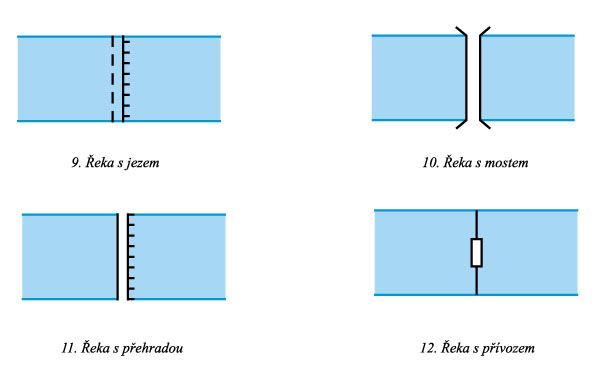 9. Řeka s jezem
10. Řeka s mostem
11. Řeka s přehradou
12. Řeka s přívozem